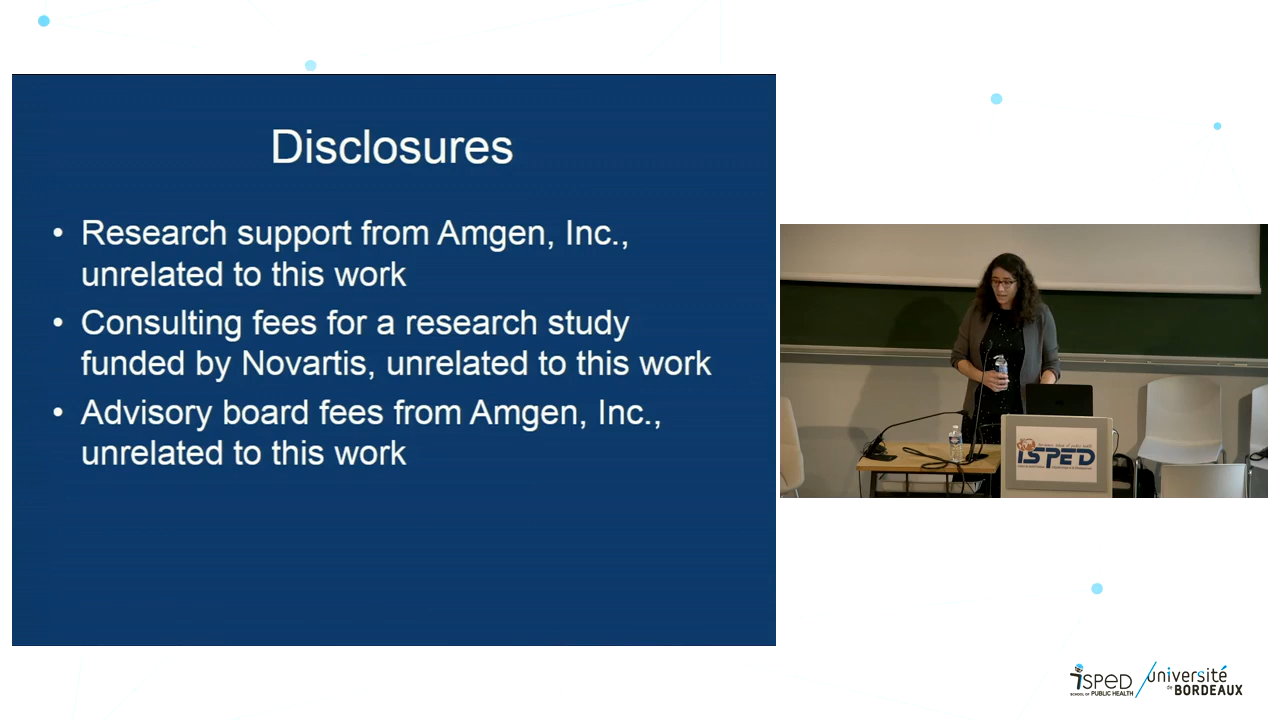 Disclosures
• Research support from Amgen, Inc.,
unrelated to this work
• Consulting fees for a research study
funded by Novartis, unrelated to this work
• Advisory board fees from Amgen, Inc.,
unrelated to this work
ISPED
iSPED
SCHOOL OF PUBLIC HEALTH
université
de BORDEAUX